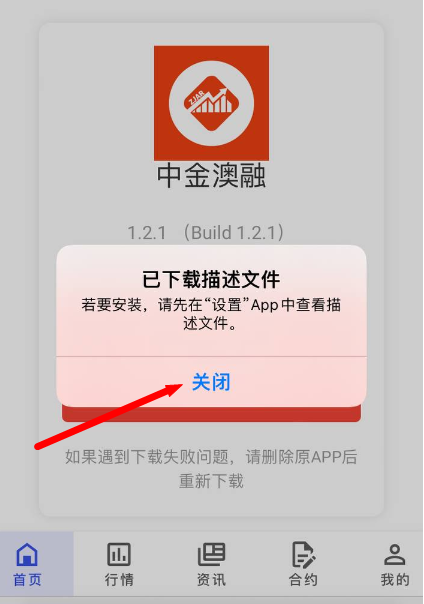 ZJAR
中金澳融
1.2.1 （Build 1.2.1）
已下载描述文件
若要安装，请先在“设置”App中查看描
述文件。
关闭
如果遇到下载失败问题，请删除原APP后
重新下载
首页 行情 资讯 合约 我的